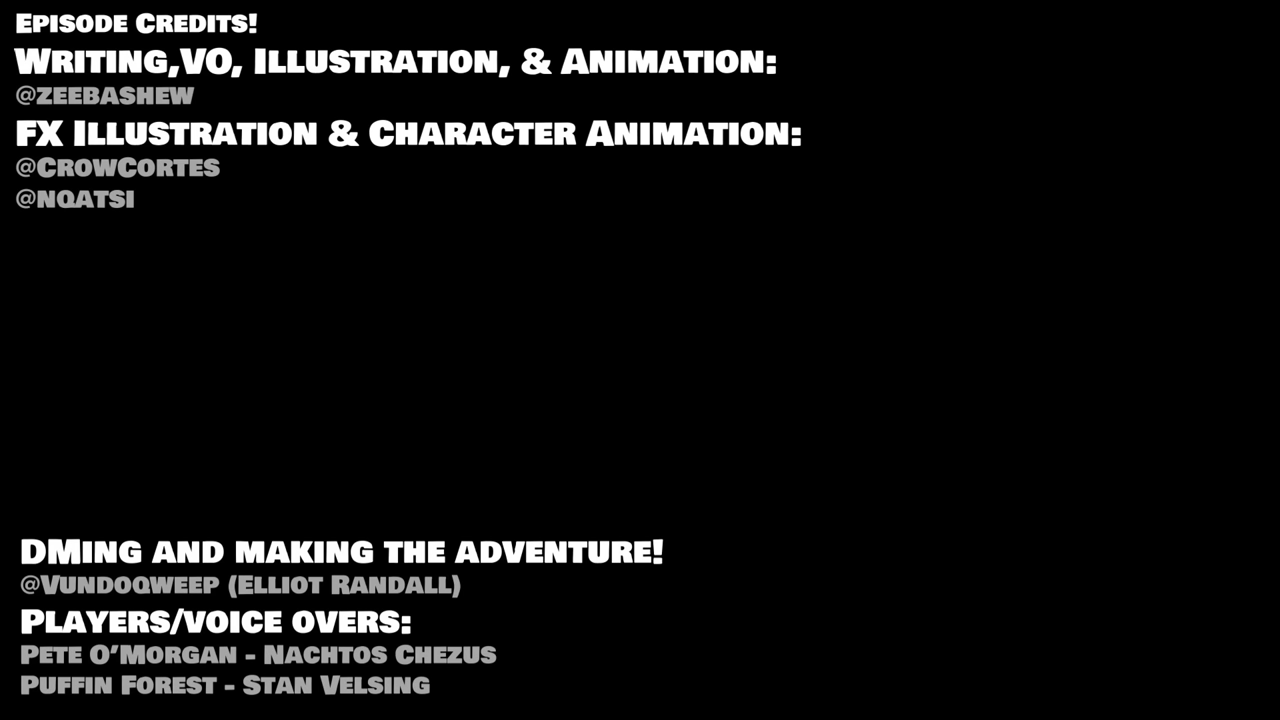 Episode Credits!
Writing,VO, Illustration, & Animation:
@zeebashew
FX Illustration & Character Animation:
@CrowCortes
@nqatsi
DMing and making the adventure!
@Vundoqweep (Elliot Randall)
Players/voice overs:
Pete O'Morgan - Nachtos Chezus
Puffin Forest - Stan Velsing